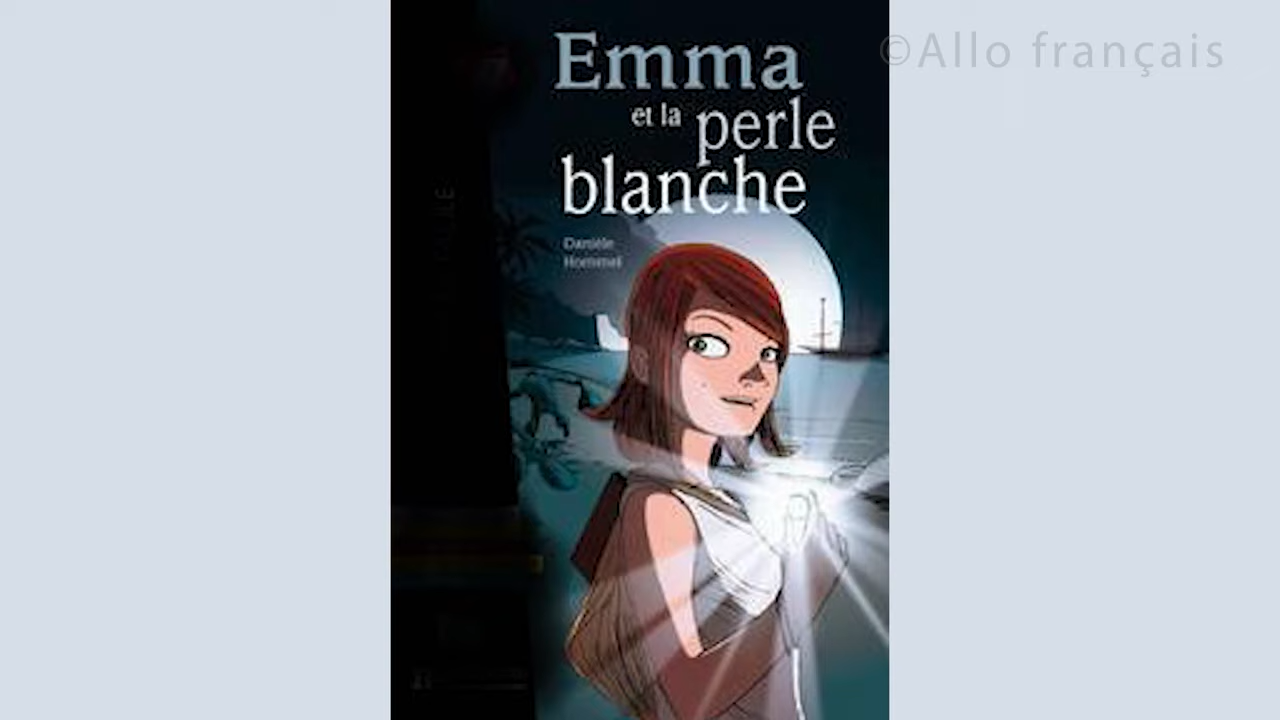 ©Allo français
Emma
et la perle
blanche
Danièle
Hommel